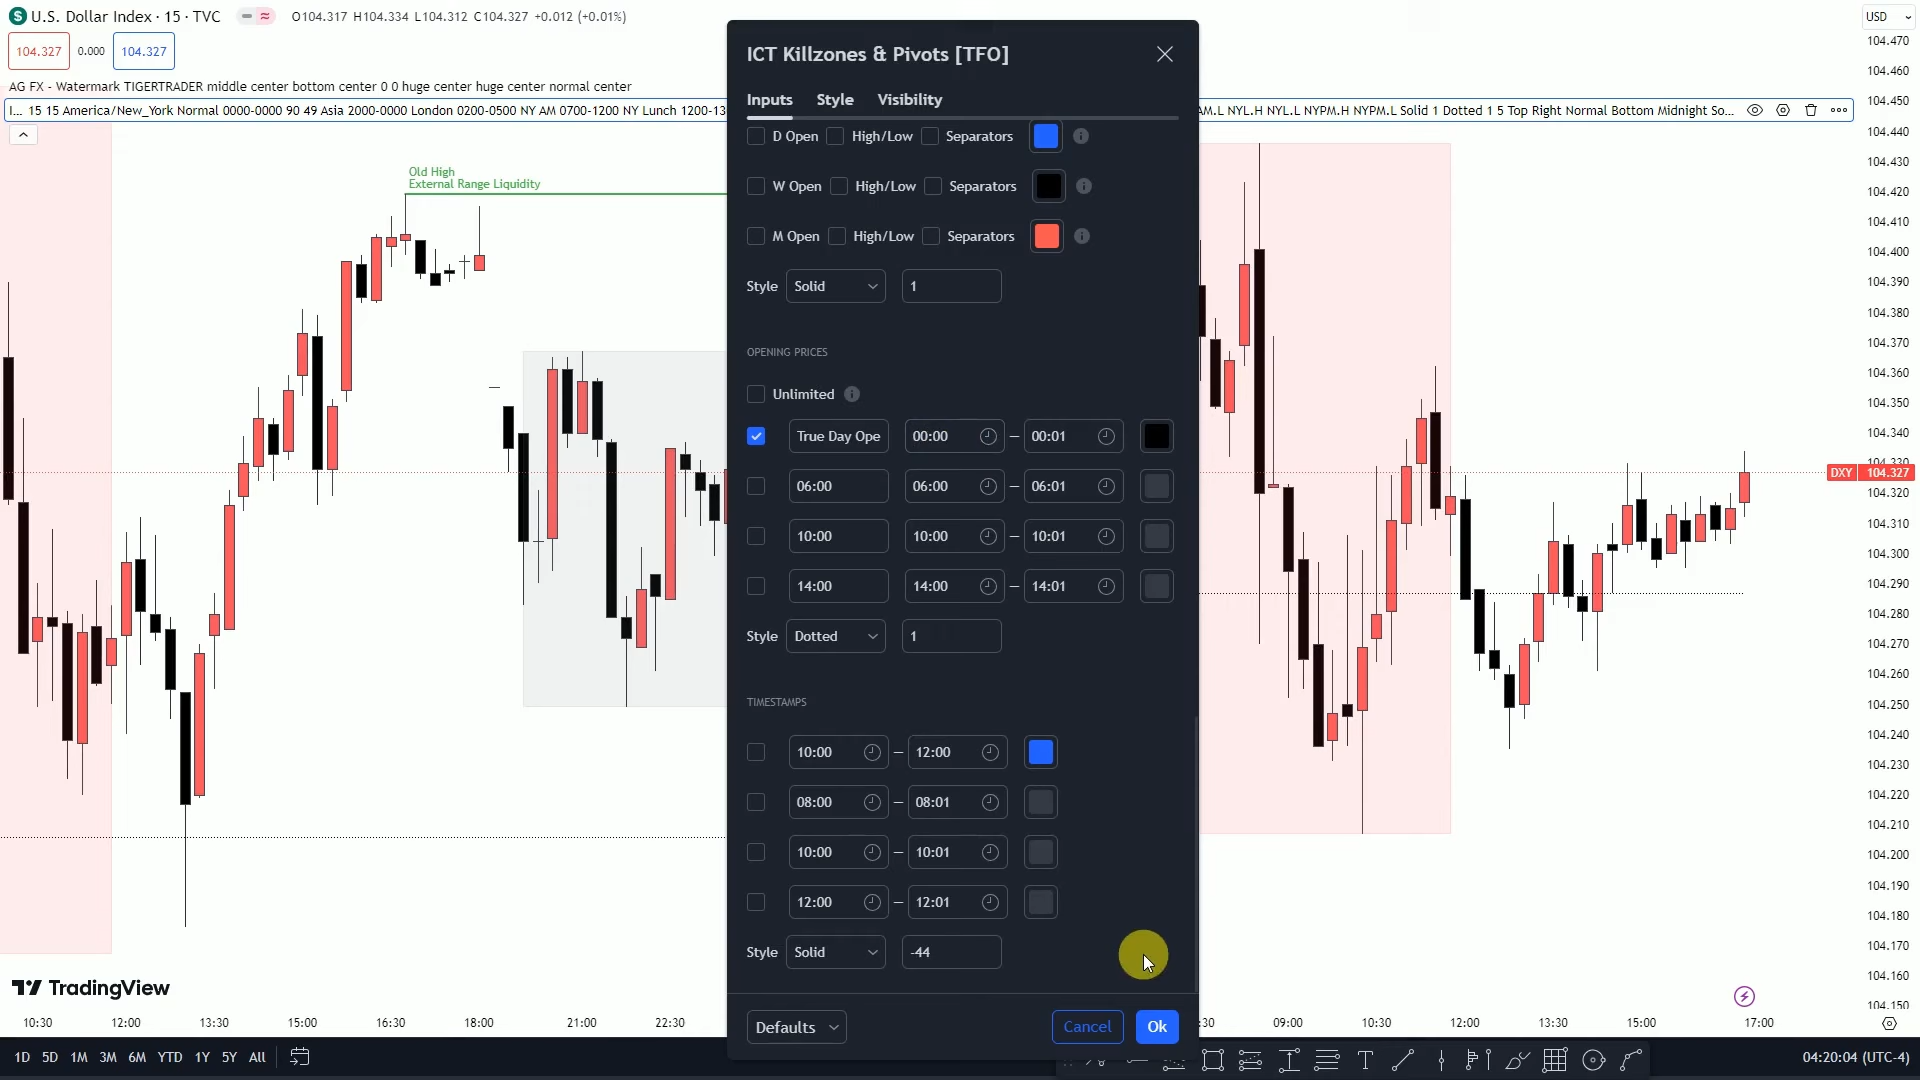 U.S. Dollar Index · 15 · TVC
O104.317 H104.334 L104.312 C104.327 +0.012 (+0.01%)
104.327 0.000 104.327
AG FX - Watermark TIGERTRADER middle center bottom center 0 0 huge center huge center normal center
I... 15 15 America/New_York Normal 0000-0000 90 49 Asia 2000-0000 London 0200-0500 NY AM 0700-1200 NY Lunch 1200-13
AM.L NYL.H NYL.L NYPM.H NYPM.L Solid 1 Dotted 1 5 Top Right Normal Bottom Midnight So...
Old High
External Range Liquidity
ICT Killzones & Pivots [TFO]
Inputs Style Visibility
D Open High/Low Separators
W Open High/Low Separators
M Open High/Low Separators
Style Solid 1
OPENING PRICES
Unlimited
True Day Ope 00:00 – 00:01
06:00 06:00 – 06:01
10:00 10:00 – 10:01
14:00 14:00 – 14:01
Style Dotted 1
TIMESTAMPS
10:00 – 12:00
08:00 – 08:01
10:00 – 10:01
12:00 – 12:01
Style Solid -44
Defaults Cancel Ok
USD
104.470
104.460
104.450
104.440
104.430
104.420
104.410
104.400
104.390
104.380
104.370
104.360
104.350
104.340
104.330
DXY 104.327
104.320
104.310
104.300
104.290
104.280
104.270
104.260
104.250
104.240
104.230
104.220
104.210
104.200
104.190
104.180
104.170
104.160
104.150
TradingView
10:30 12:00 13:30 15:00 16:30 18:00 21:00 22:30 :30 09:00 10:30 12:00 13:30 15:00 17:00
1D 5D 1M 3M 6M YTD 1Y 5Y All
04:20:04 (UTC-4)